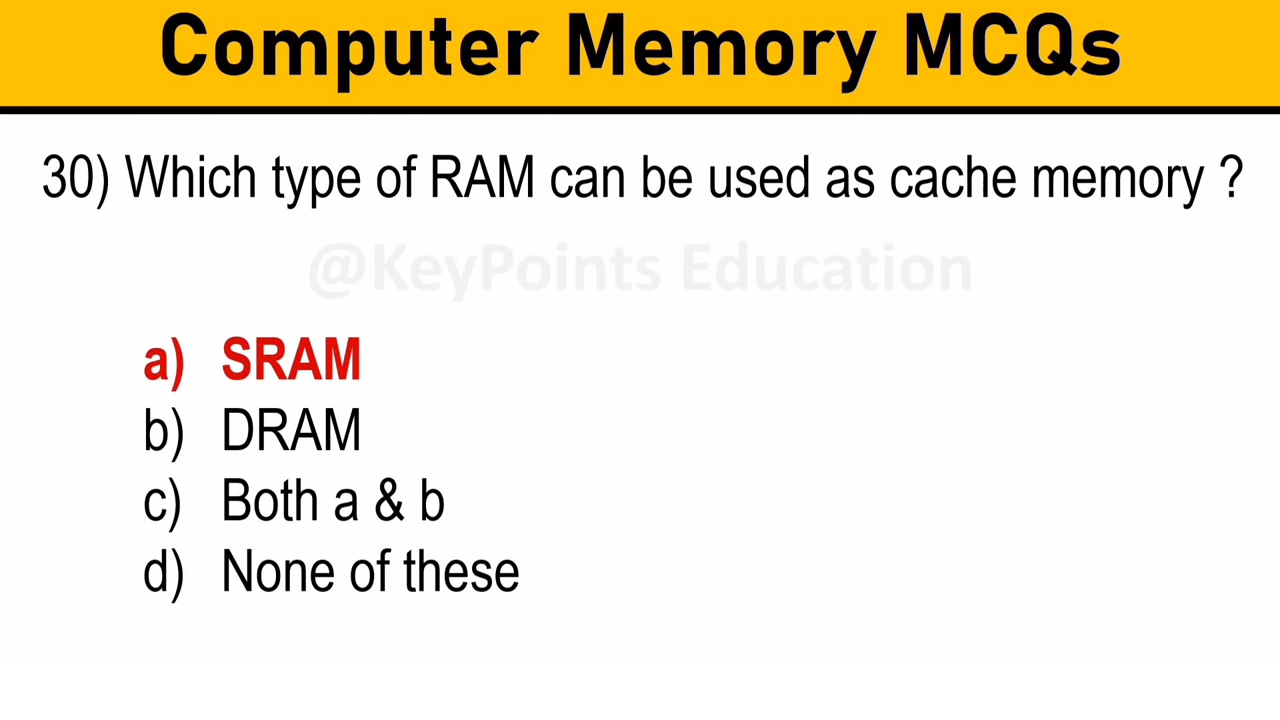 Computer Memory MCQs
30) Which type of RAM can be used as cache memory ?
@KeyPoints Education
a) SRAM
b) DRAM
c) Both a & b
d) None of these